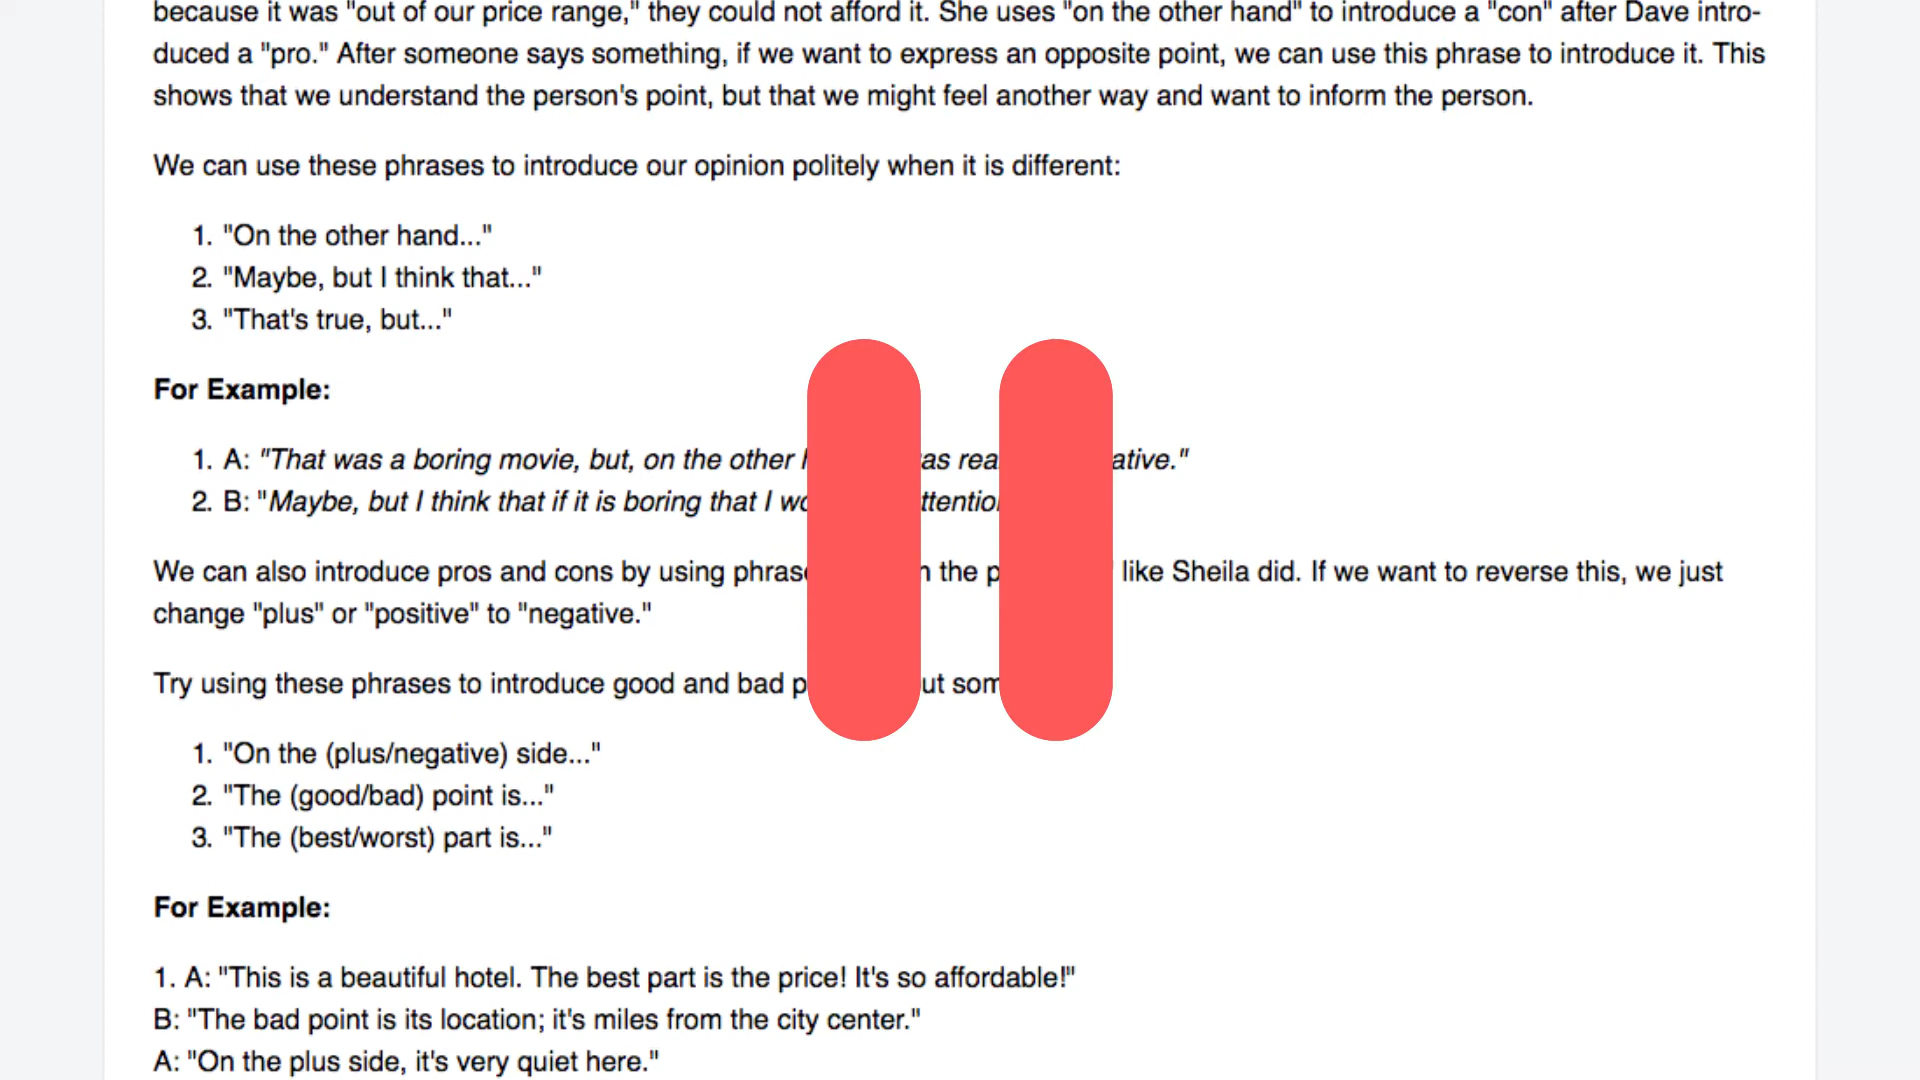 because it was "out of our price range," they could not afford it. She uses "on the other hand" to introduce a "con" after Dave intro-
duced a "pro." After someone says something, if we want to express an opposite point, we can use this phrase to introduce it. This
shows that we understand the person's point, but that we might feel another way and want to inform the person.
We can use these phrases to introduce our opinion politely when it is different:
1. "On the other hand..."
2. "Maybe, but I think that..."
3. "That's true, but..."
For Example:
1. A: "That was a boring movie, but, on the other
2. B: "Maybe, but I think that if it is boring that I
We can also introduce pros and cons by using the like Sheila did. If we want to reverse this, we just
change "plus" or "positive" to "negative."
Try using these phrases to introduce good and bad
1. "On the (plus/negative) side..."
2. "The (good/bad) point is..."
3. "The (best/worst) part is..."
For Example:
1. A: "This is a beautiful hotel. The best part is the price! It's so affordable!"
B: "The bad point is its location; it's miles from the city center."
A: "On the plus side, it's very quiet here."